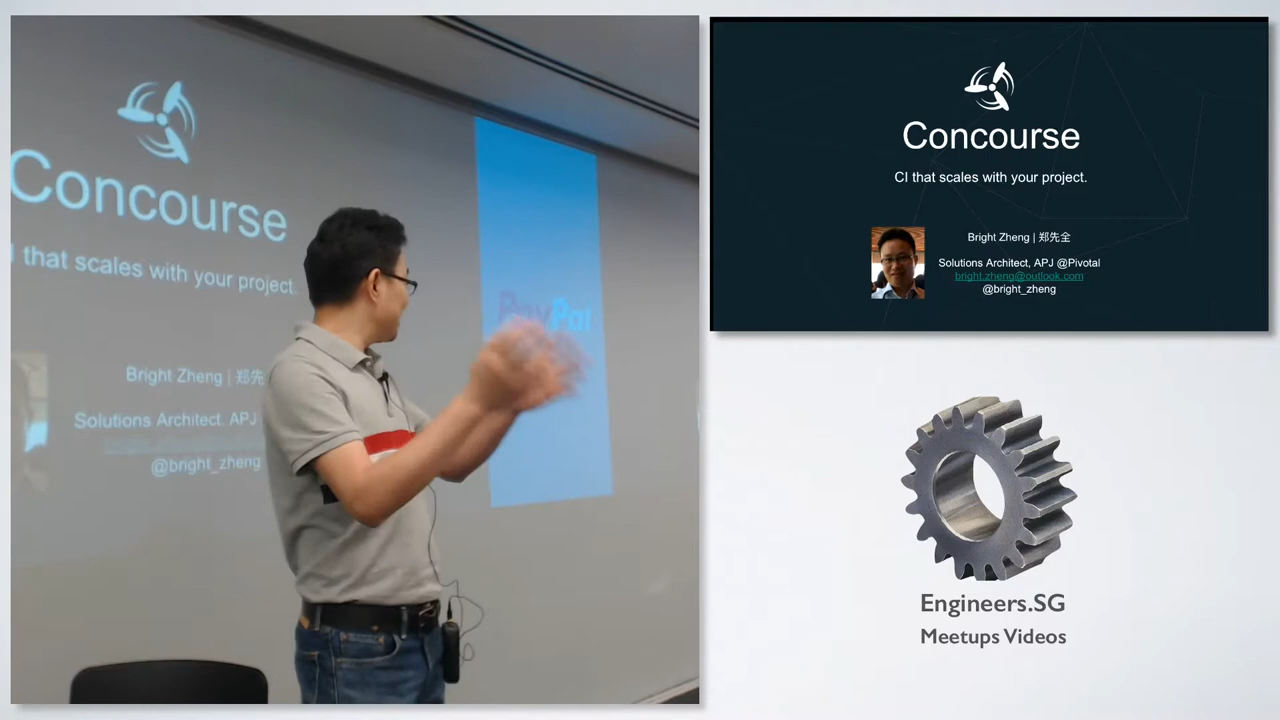 Concourse
I that scales with your project.
Bright Zheng | 郑先
Solutions Architect, APJ
@bright_zheng
PayPal
Concourse
CI that scales with your project.
Bright Zheng | 郑先全
Solutions Architect, APJ @Pivotal
bright.zheng@outlook.com
@bright_zheng
Engineers.SG
Meetups Videos